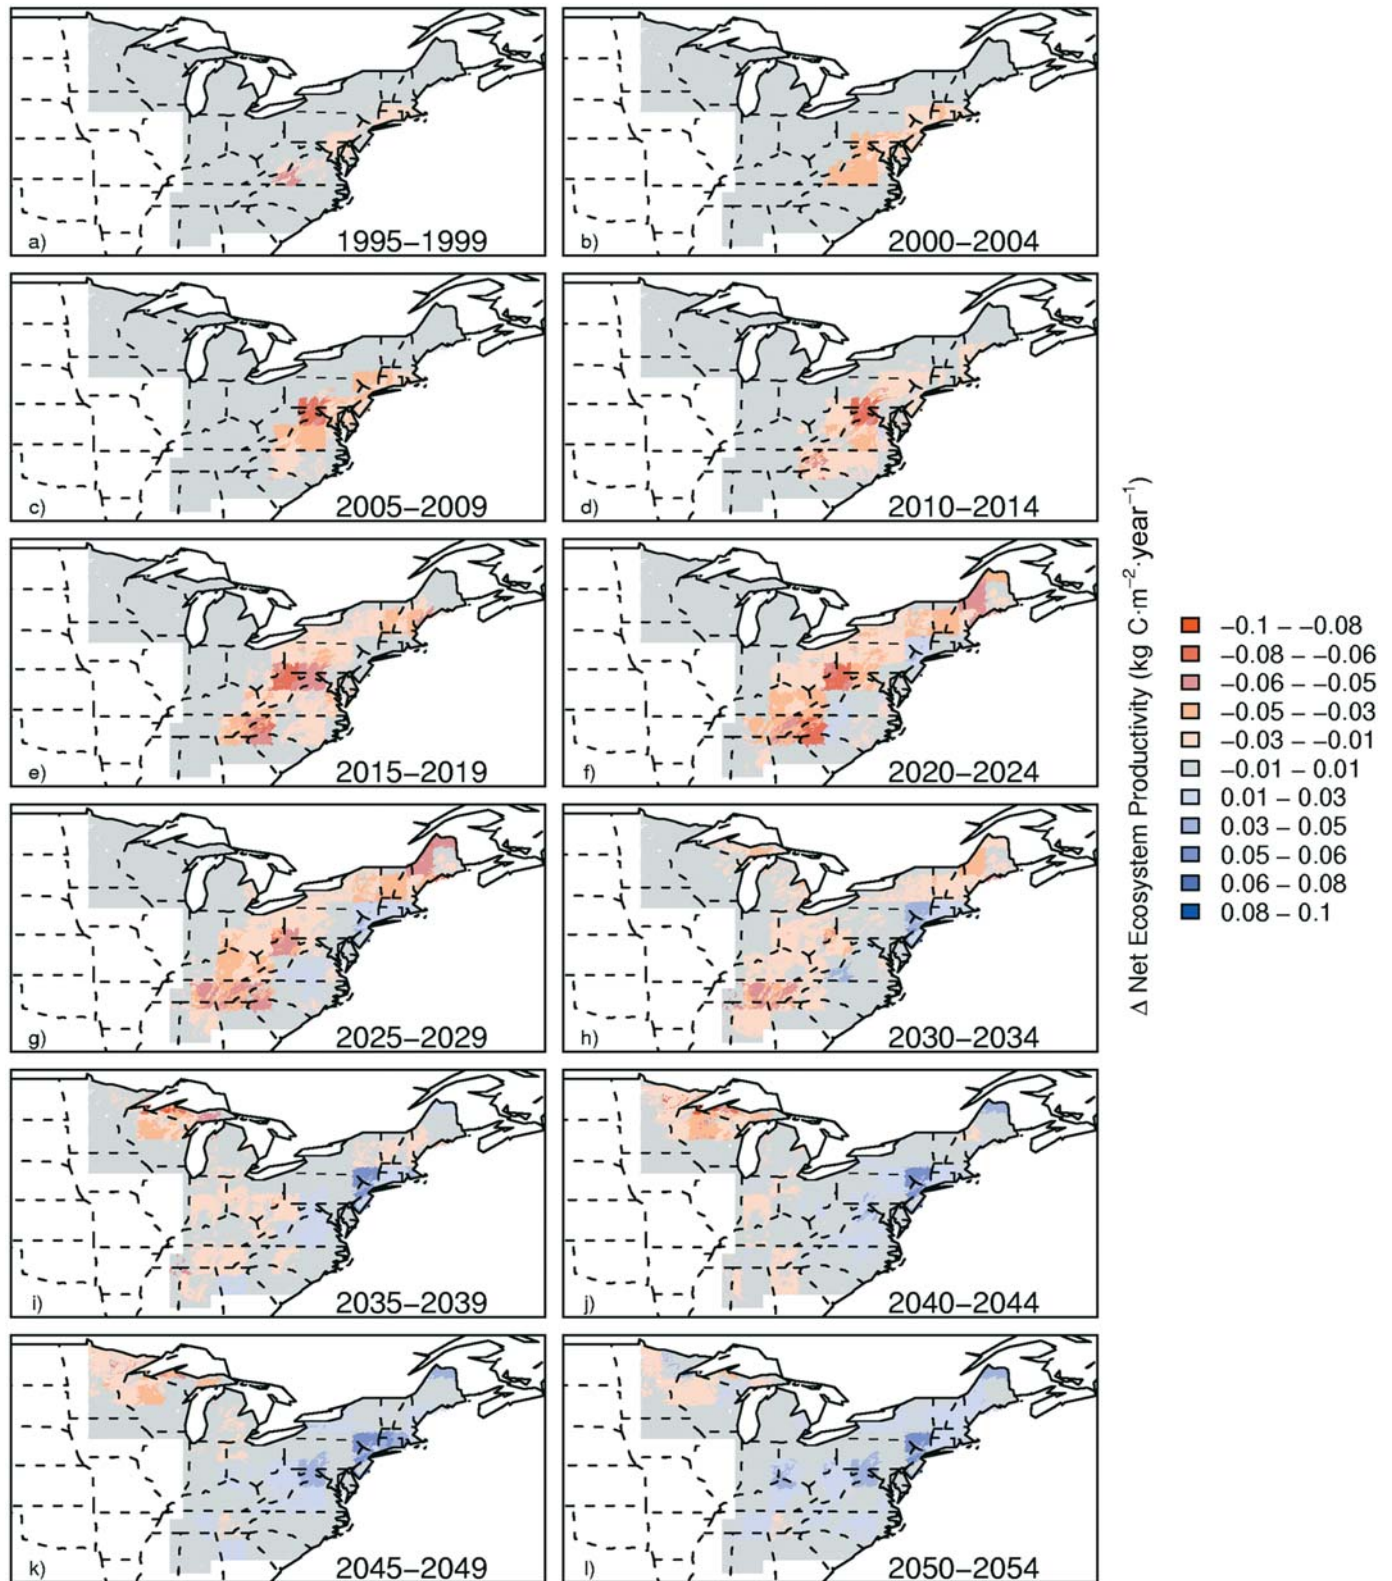 a)
1995–1999
b)
2000–2004
c)
2005–2009
d)
2010–2014
e)
2015–2019
f)
2020–2024
g)
2025–2029
h)
2030–2034
i)
2035–2039
j)
2040–2044
k)
2045–2049
l)
2050–2054
Δ Net Ecosystem Productivity (kg C·m⁻²·year⁻¹)
−0.1 – −0.08
−0.08 – −0.06
−0.06 – −0.05
−0.05 – −0.03
−0.03 – −0.01
−0.01 – 0.01
0.01 – 0.03
0.03 – 0.05
0.05 – 0.06
0.06 – 0.08
0.08 – 0.1